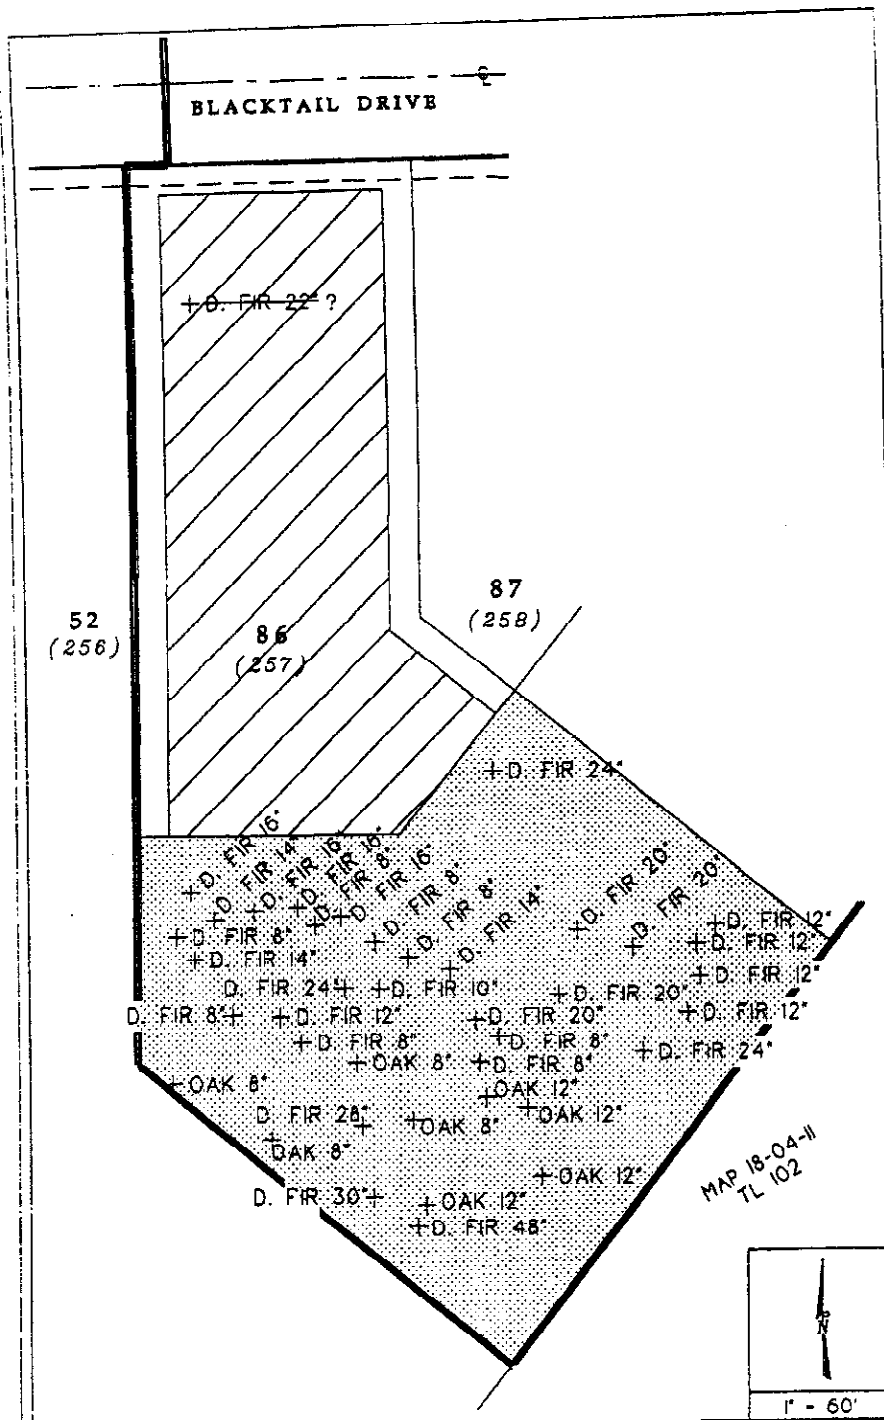 ℄
BLACKTAIL DRIVE
D. FIR 22" ?
87
(258)
52
(256)
86
(257)
D. FIR 24"
D. FIR 16"
D. FIR 14"
D. FIR 16"
D. FIR 16"
D. FIR 8"
D. FIR 16"
D. FIR 8"
D. FIR 8"
D. FIR 14"
D. FIR 20"
D. FIR 20"
D. FIR 12"
D. FIR 12"
D. FIR 8"
D. FIR 14"
D. FIR 12"
D. FIR 24"
D. FIR 10"
D. FIR 20"
D. FIR 12"
D. FIR 8"
D. FIR 12"
D. FIR 20"
D. FIR 8"
D. FIR 8"
D. FIR 24"
OAK 8"
D. FIR 8"
OAK 8"
OAK 12"
D. FIR 28"
OAK 8"
OAK 12"
OAK 8"
OAK 12"
D. FIR 30"
OAK 12"
D. FIR 48"
MAP 18-04-11
TL 102
N
1" - 60'